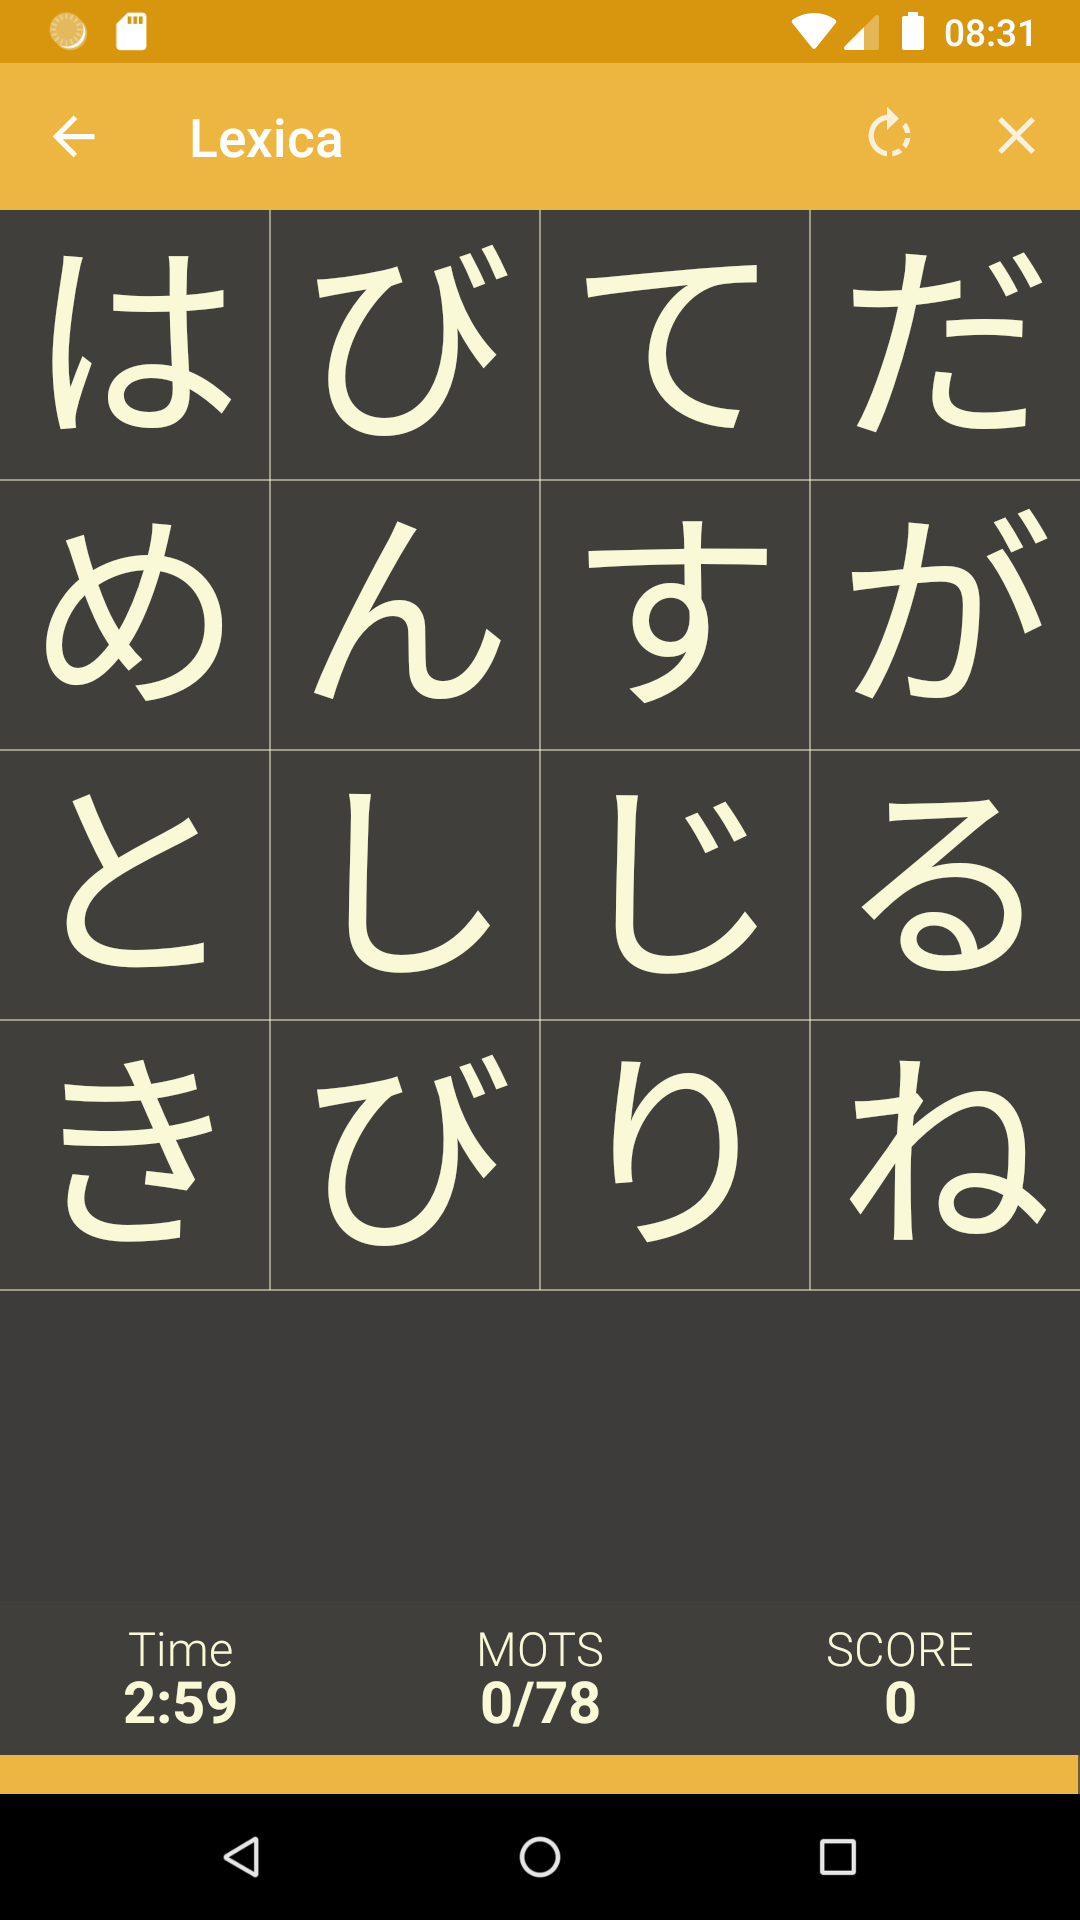 08:31
Lexica
は び て だ
め ん す が
と し じ る
き び り ね
Time MOTS SCORE
2:59 0/78 0